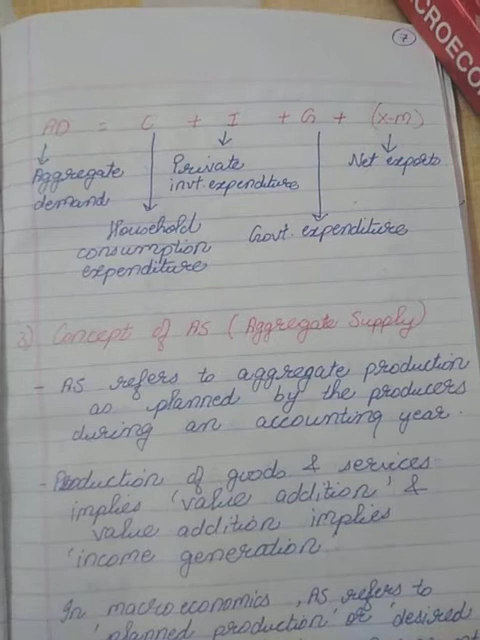 7
CROECON
AD = C + I + G + (X-M)
Aggregate demand
Private invt. expenditure
Net exports
Household consumption expenditure
Govt. expenditure
3) Concept of AS (Aggregate Supply)
- AS refers to aggregate production
as planned by the producers
during an accounting year.
- Production of goods & services
implies 'value addition' &
value addition implies
'income generation
In macroeconomics, AS refers to
'planned production' or 'desired